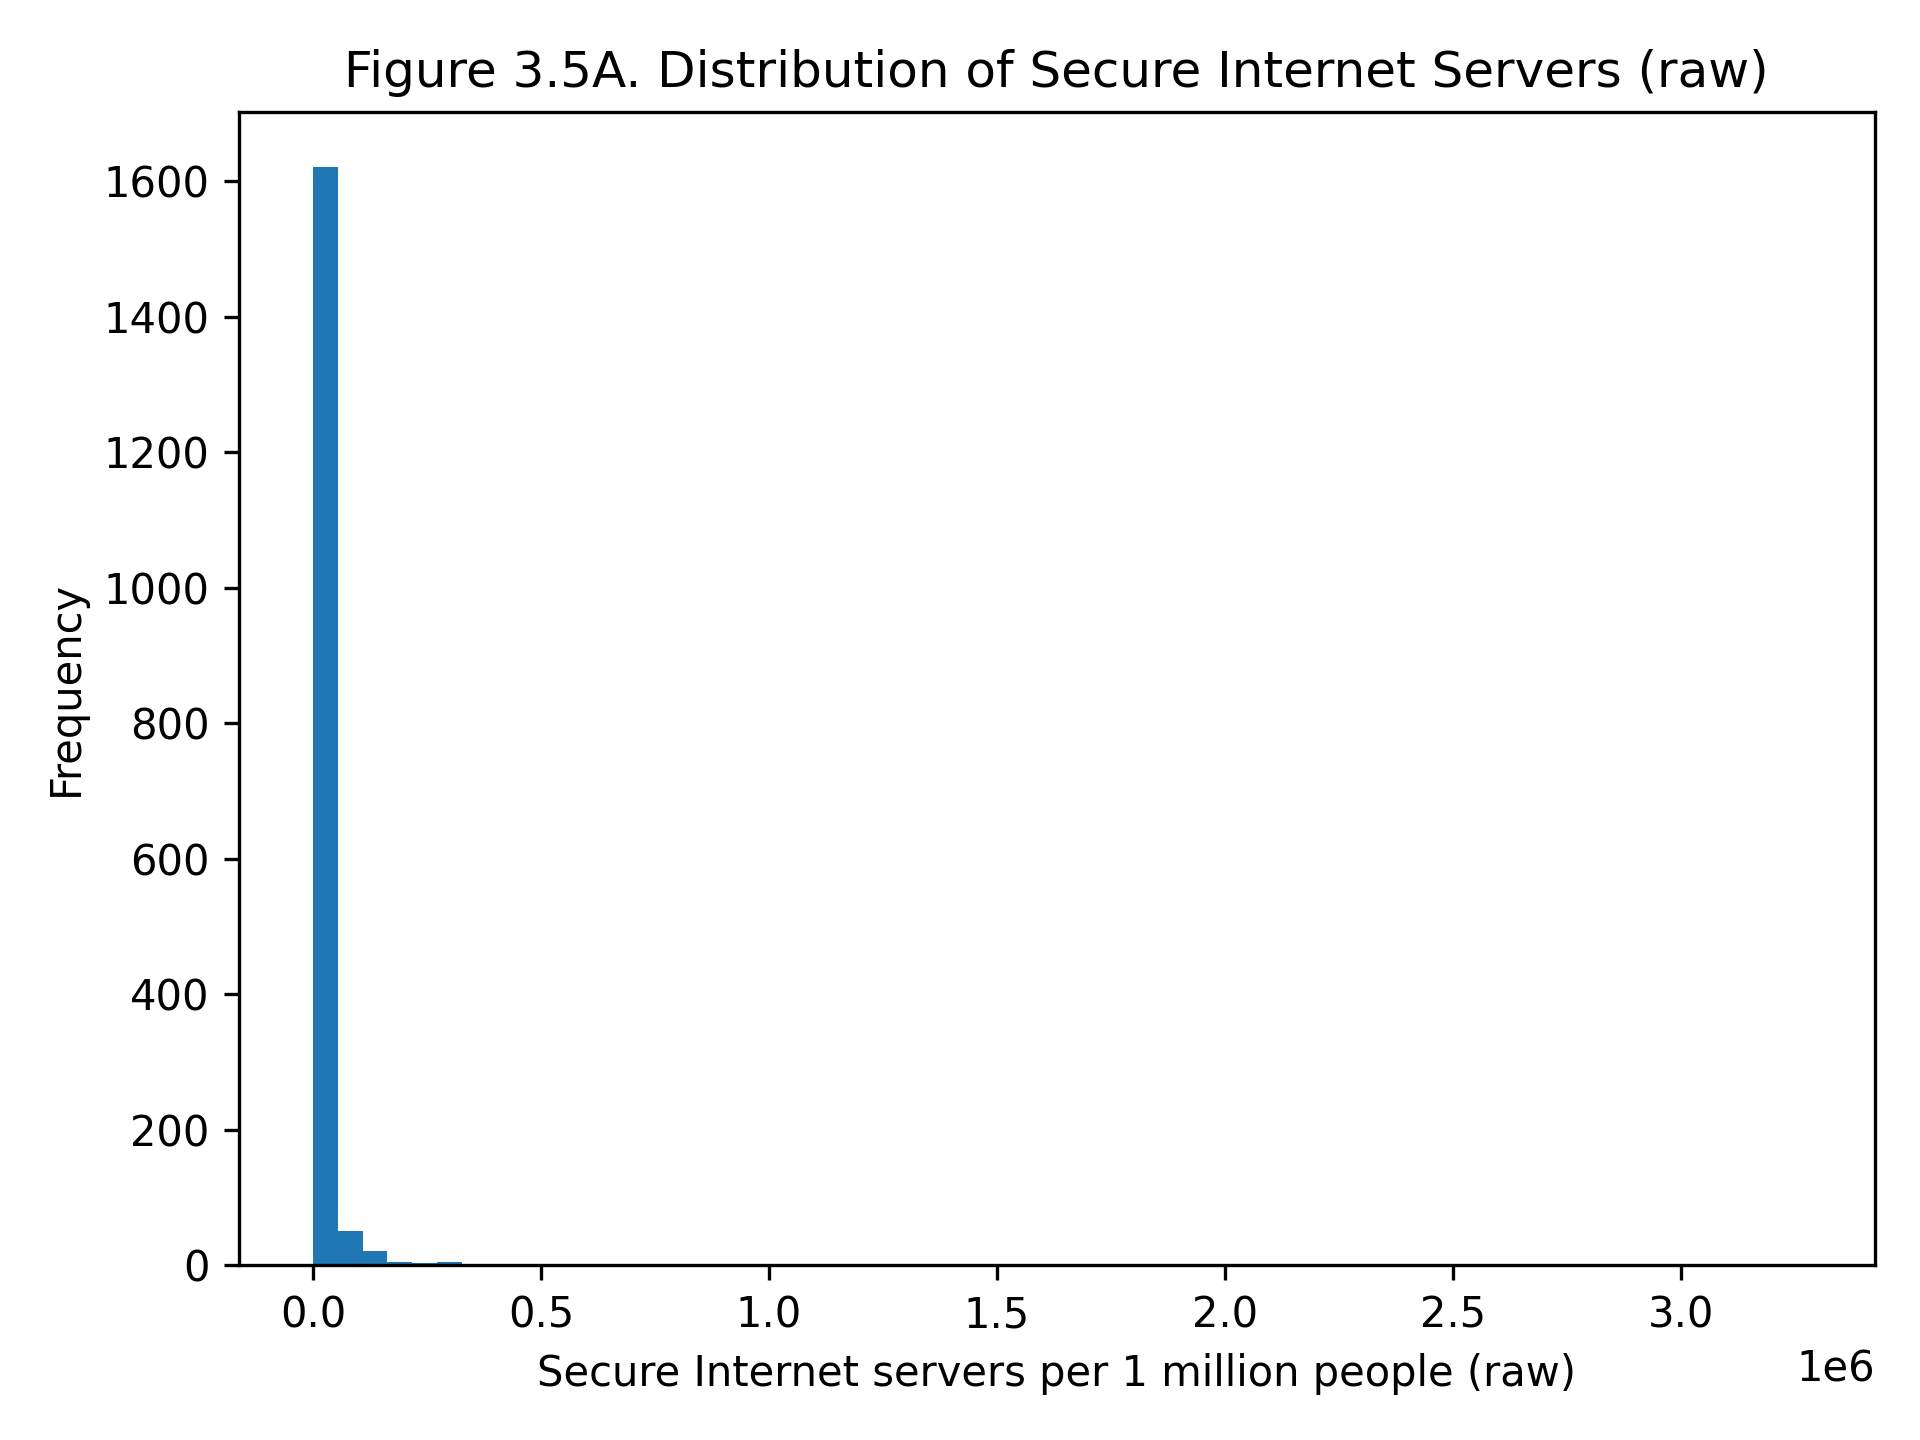 Figure 3.5A. Distribution of Secure Internet Servers (raw)
1600
1400
1200
1000
800
600
400
200
0
Frequency
0.0 0.5 1.0 1.5 2.0 2.5 3.0
1e6
Secure Internet servers per 1 million people (raw)